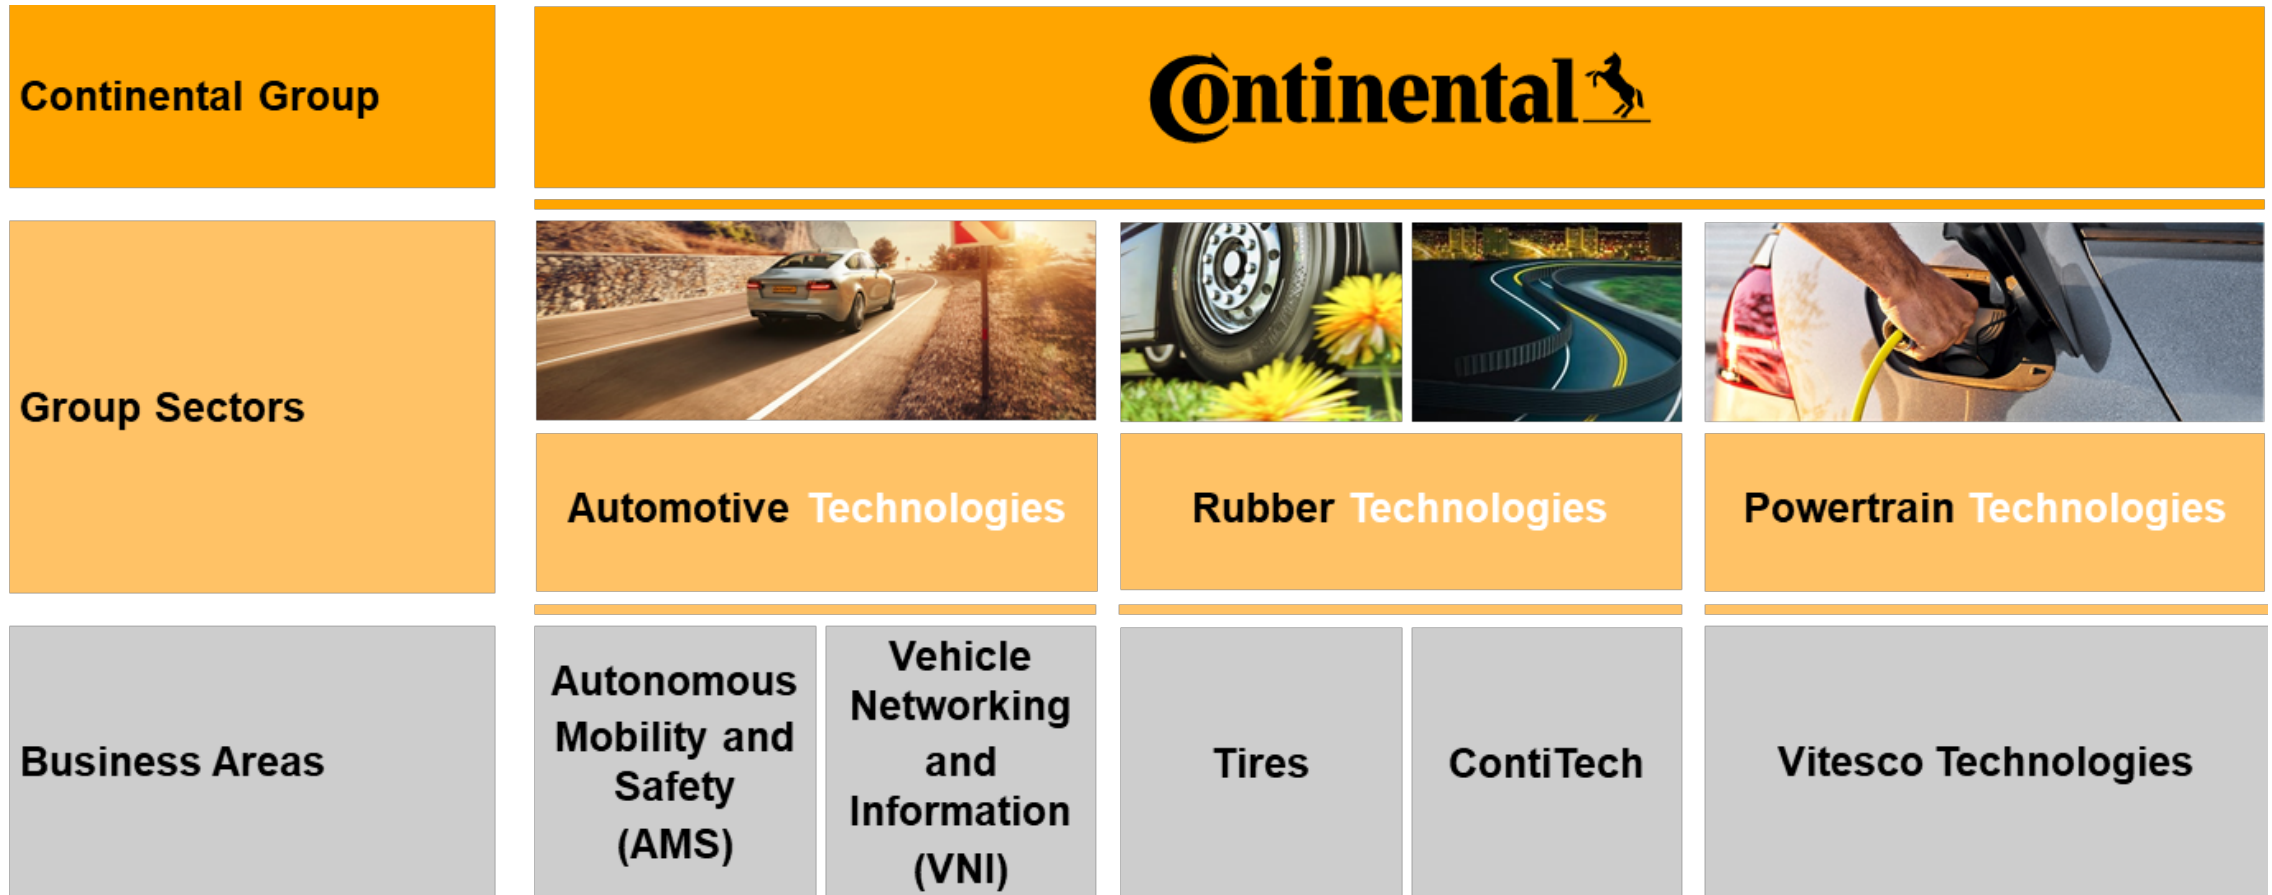 Continental Group
Continental
Group Sectors
Automotive Technologies
Rubber Technologies
Powertrain Technologies
Business Areas
Autonomous
Mobility and
Safety
(AMS)
Vehicle
Networking
and
Information
(VNI)
Tires
ContiTech
Vitesco Technologies